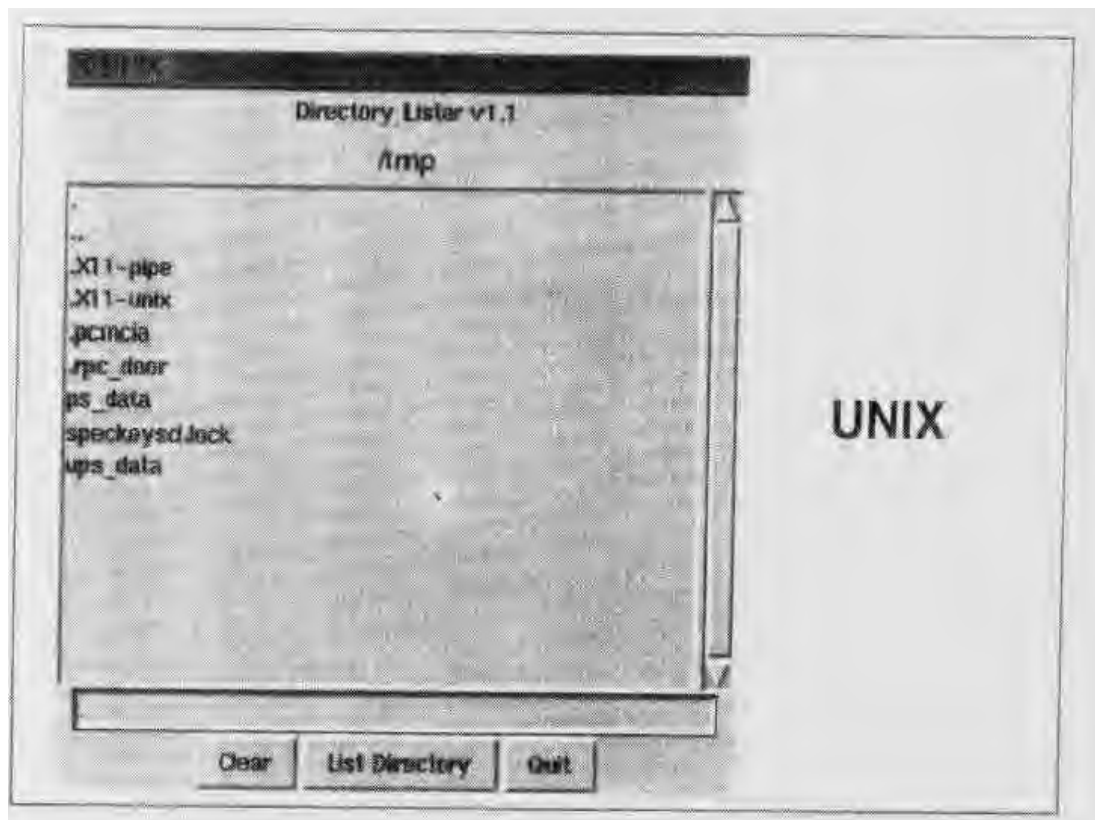 Directory Lister v1.1
/tmp
.
..
.X11-pipe
.X11-unix
.pcmcia
.rpc_door
ps_data
speckeysd.lock
ups_data
UNIX
Clear
List Directory
Quit